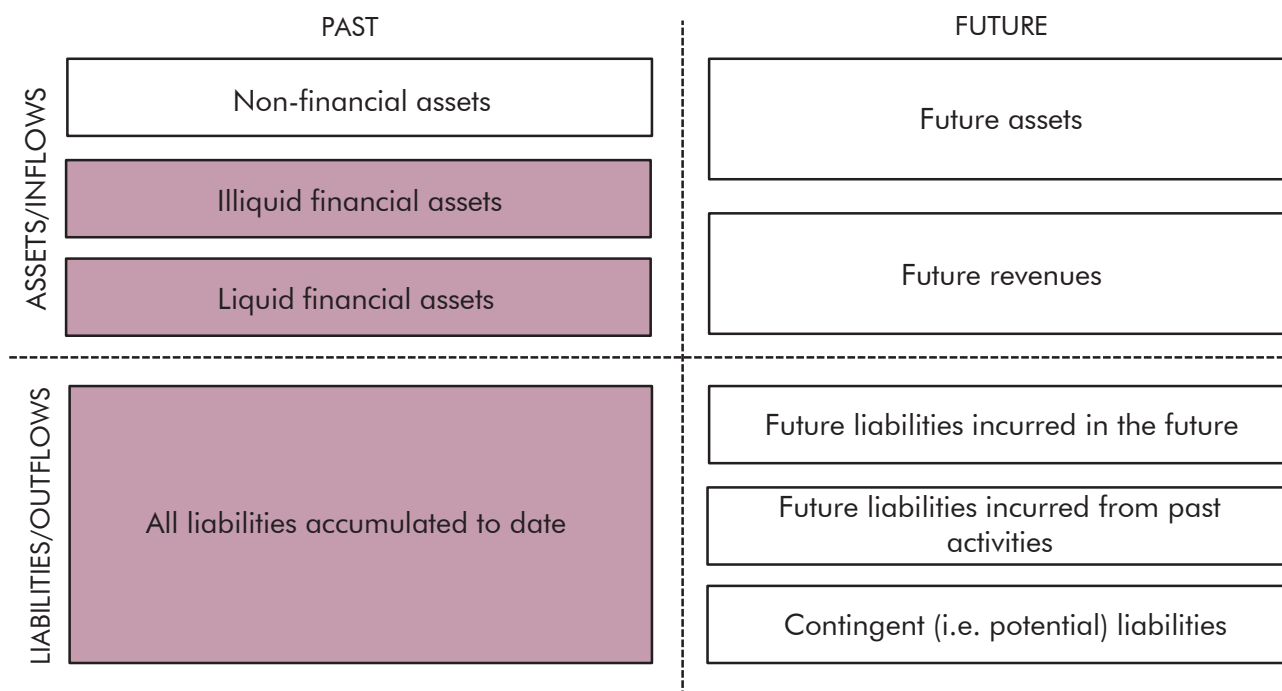 PAST
FUTURE
ASSETS/INFLOWS
Non-financial assets
Illiquid financial assets
Liquid financial assets
Future assets
Future revenues
LIABILITIES/OUTFLOWS
All liabilities accumulated to date
Future liabilities incurred in the future
Future liabilities incurred from past
activities
Contingent (i.e. potential) liabilities